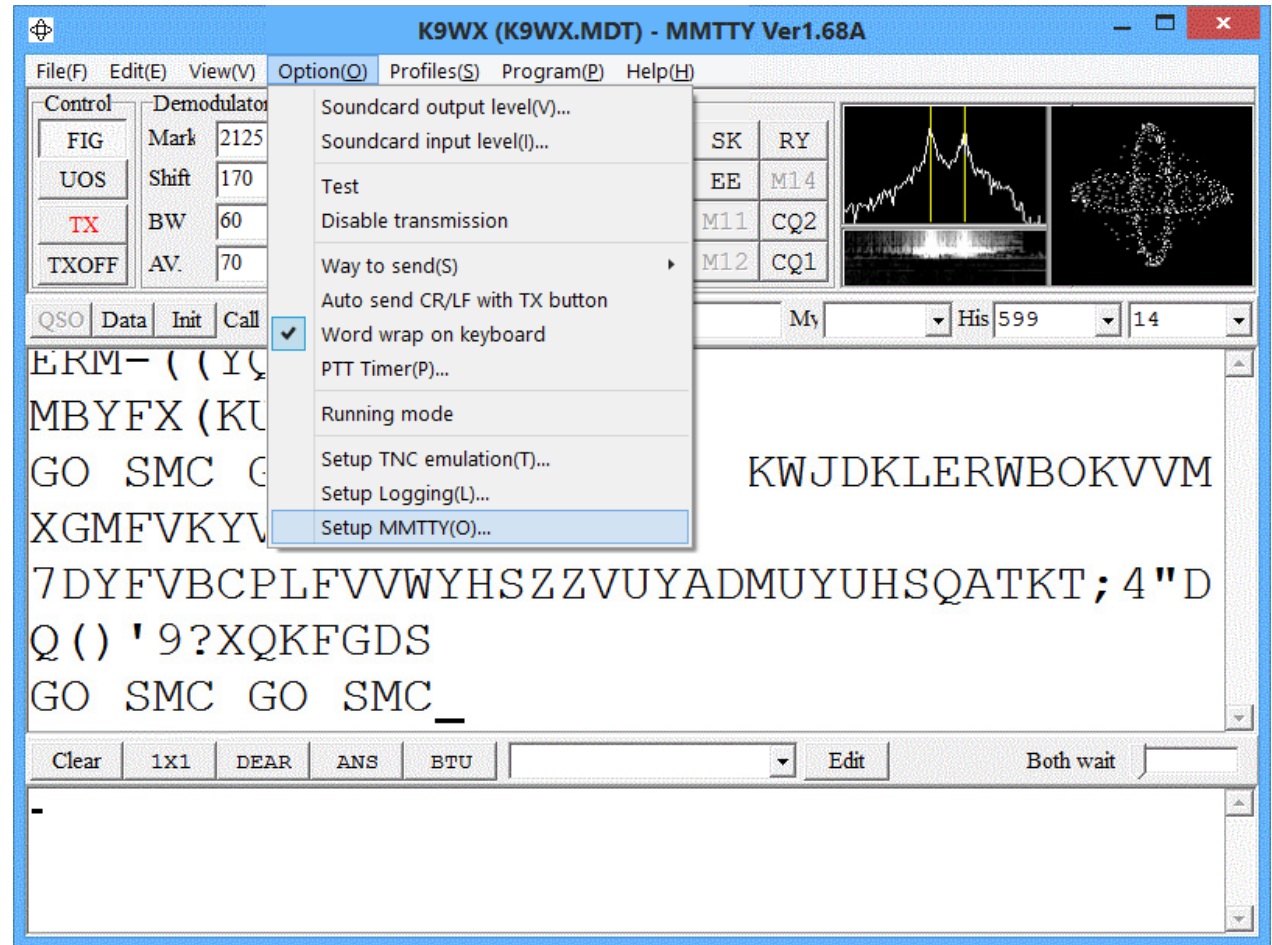 K9WX (K9WX.MDT) - MMTTY Ver1.68A
File(F) Edit(E) View(V) Option(O) Profiles(S) Program(P) Help(H)
Control
FIG
UOS
TX
TXOFF
Demodulator
Mark 2125
Shift 170
BW 60
AV. 70
Soundcard output level(V)...
Soundcard input level(I)...
Test
Disable transmission
Way to send(S)
Auto send CR/LF with TX button
Word wrap on keyboard
PTT Timer(P)...
Running mode
Setup TNC emulation(T)...
Setup Logging(L)...
Setup MMTTY(O)...
SK RY
EE M14
M11 CQ2
M12 CQ1
QSO Data Init Call My His 599 14
ERM-((YQ
MBYFX(KU
GO SMC G KWJDKLERWBOKVVM
XGMFVKYV
7DYFVBCPLFVVWYHSZZVUYADMUYUHSQATKT;4"D
Q()'9?XQKFGDS
GO SMC GO SMC_
Clear 1X1 DEAR ANS BTU Edit Both wait